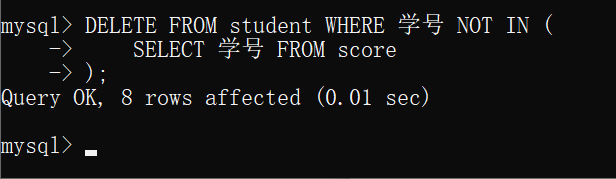 mysql> DELETE FROM student WHERE 学号 NOT IN (
    ->     SELECT 学号 FROM score
    -> );
Query OK, 8 rows affected (0.01 sec)
mysql>